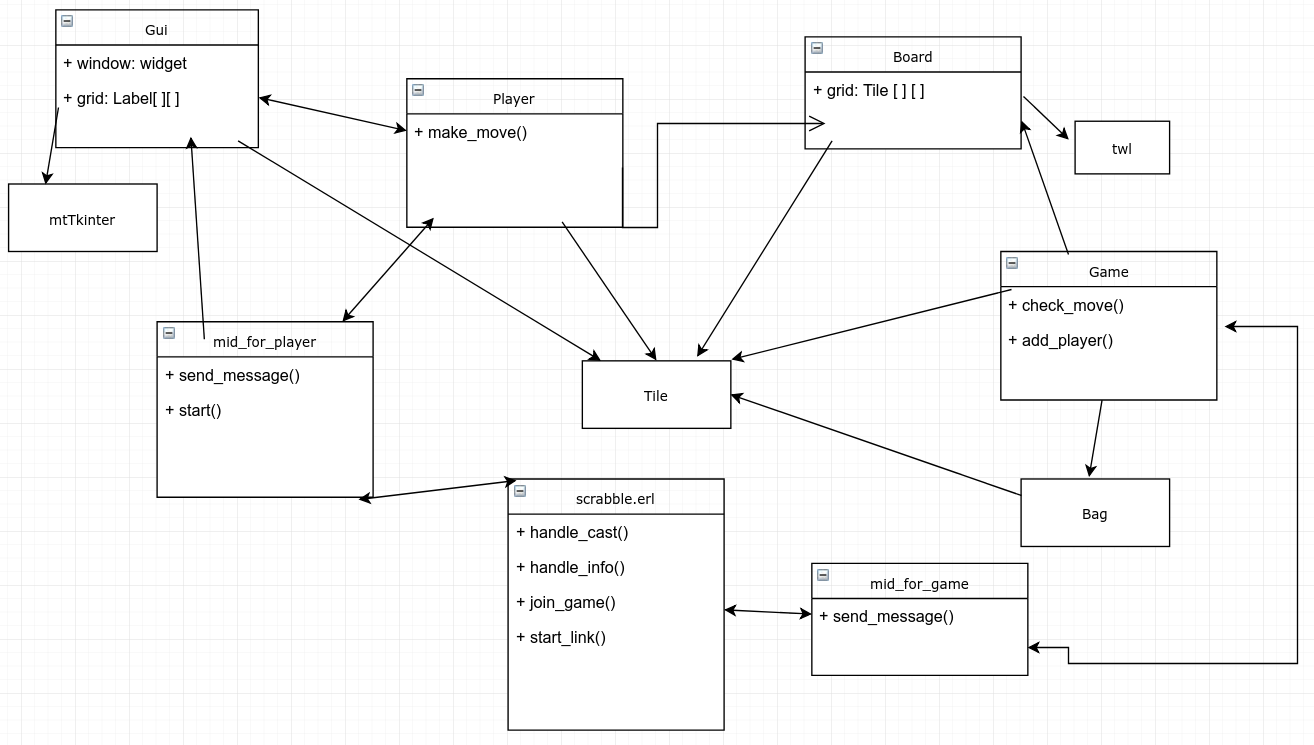 Gui
+ window: widget
+ grid: Label[ ][ ]
Player
+ make_move()
Board
+ grid: Tile [ ] [ ]
twl
mtTkinter
Game
+ check_move()
+ add_player()
mid_for_player
+ send_message()
+ start()
Tile
scrabble.erl
+ handle_cast()
+ handle_info()
+ join_game()
+ start_link()
Bag
mid_for_game
+ send_message()